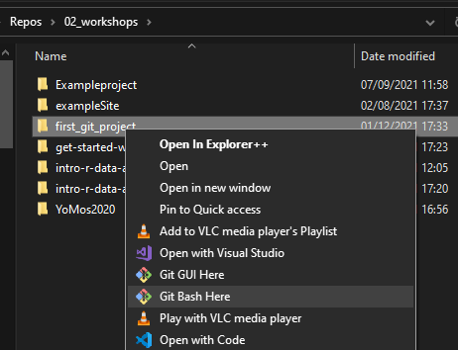 Repos > 02_workshops >
Name
Date modified
Exampleproject 07/09/2021 11:58
exampleSite 02/08/2021 17:37
first_git_project 01/12/2021 17:33
get-started-w 17:23
intro-r-data-a 12:05
intro-r-data-a 17:20
YoMos2020 16:56
Open In Explorer++
Open
Open in new window
Pin to Quick access
Add to VLC media player's Playlist
Open with Visual Studio
Git GUI Here
Git Bash Here
Play with VLC media player
Open with Code